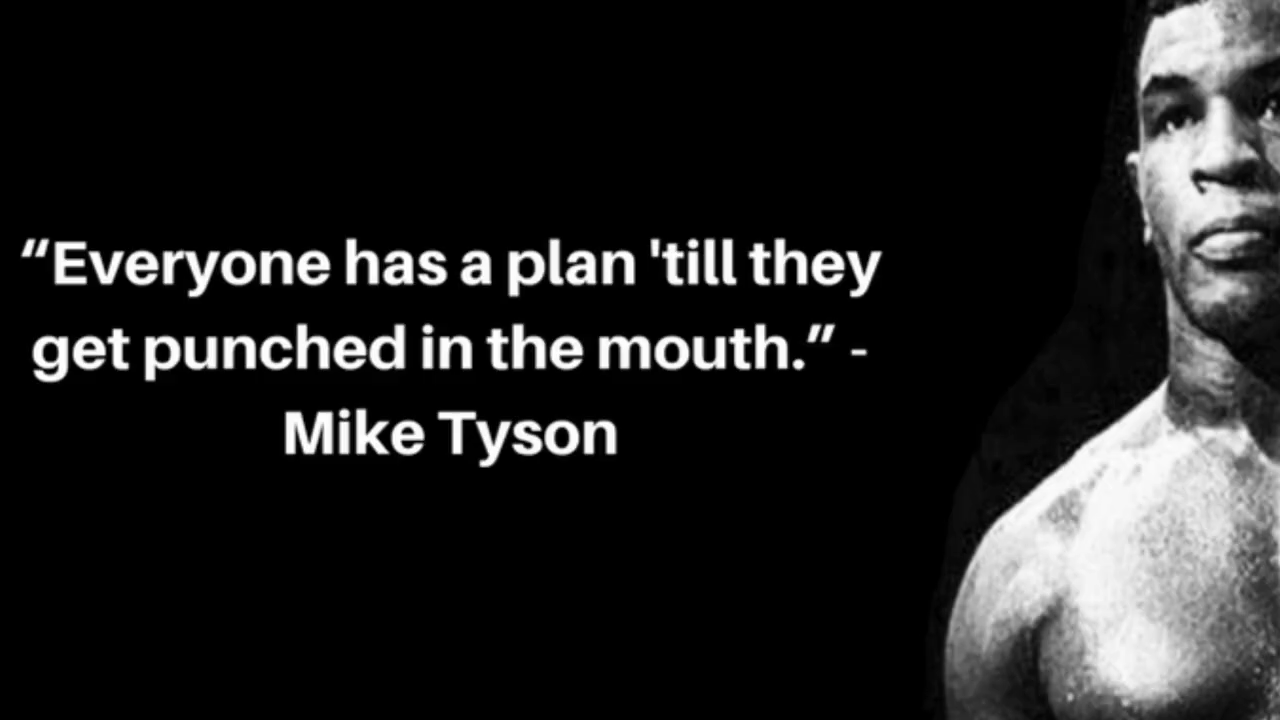 “Everyone has a plan 'till they
get punched in the mouth.” -
Mike Tyson